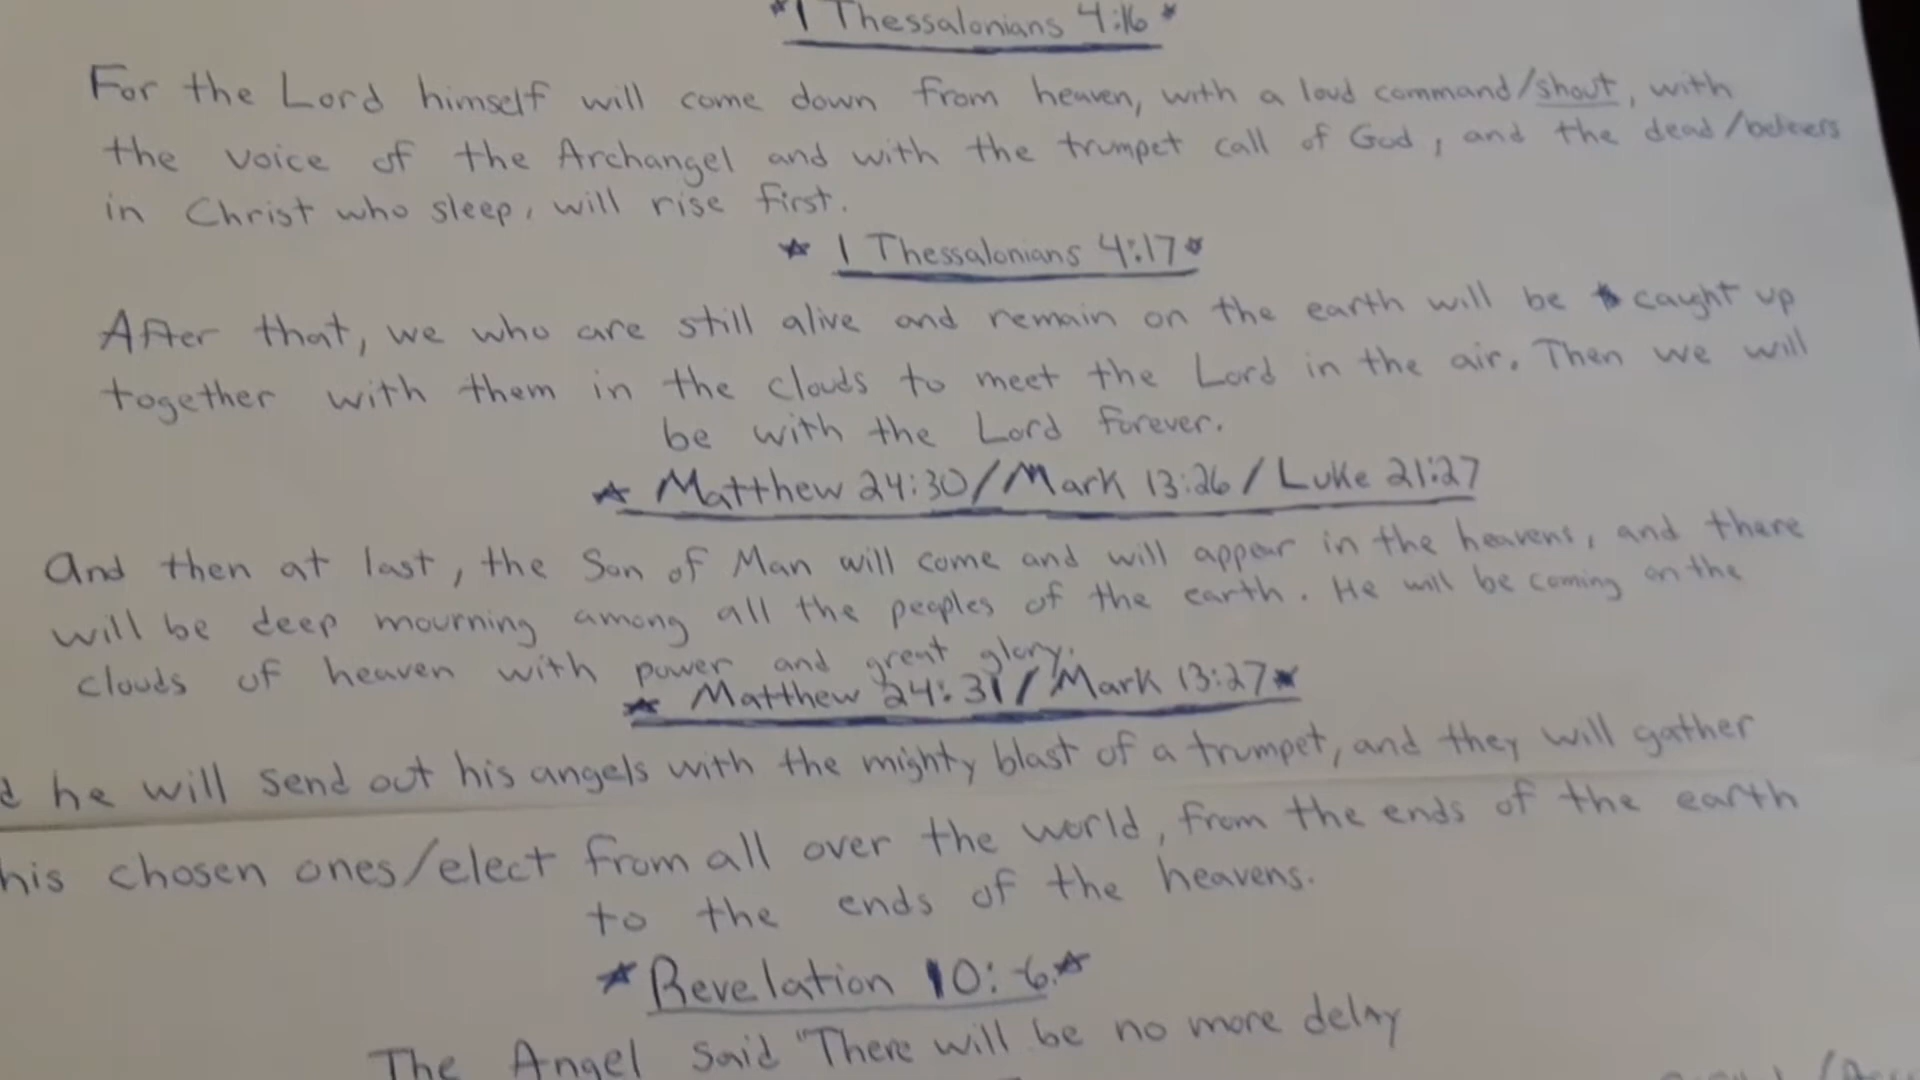 *1 Thessalonians 4:16*
For the Lord himself will come down from heaven, with a loud command/shout, with
the voice of the Archangel and with the trumpet call of God, and the dead/believers
in Christ who sleep, will rise first.
* 1 Thessalonians 4:17*
After that, we who are still alive and remain on the earth will be * caught up
together with them in the clouds to meet the Lord in the air. Then we will
be with the Lord forever.
* Matthew 24:30/Mark 13:26/Luke 21:27
And then at last, the Son of Man will come and will appear in the heavens, and there
will be deep mourning among all the peoples of the earth. He will be coming on the
clouds of heaven with power and great glory.
* Matthew 24:31/Mark 13:27*
he will send out his angels with the mighty blast of a trumpet, and they will gather
his chosen ones/elect from all over the world, from the ends of the earth
to the ends of the heavens.
*Revelation 10:6*
The Angel said "There will be no more delay